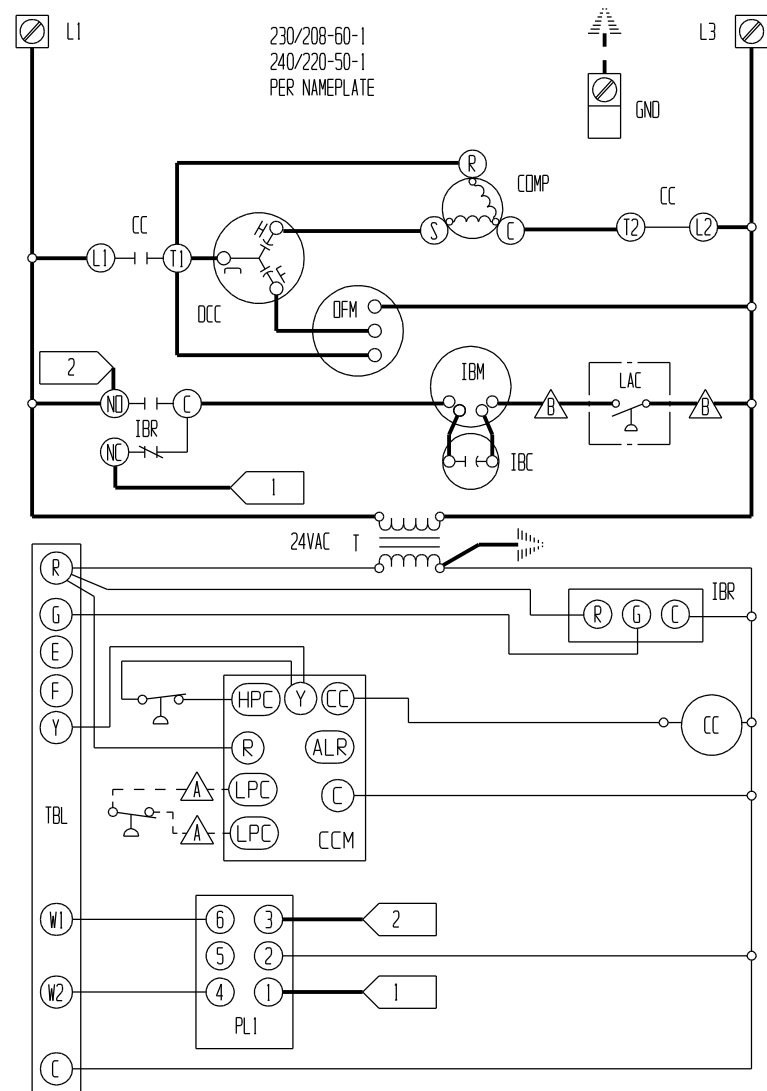 L1
230/208-60-1
240/220-50-1
PER NAMEPLATE
L3
GND
R
COMP
CC
CC
S
C
T2
L2
L1
T1
H
C
F
DCC
OFM
2
IBM
LAC
NO
C
B
B
IBR
NC
IBC
1
24VAC T
R
IBR
G
R
G
C
E
F
HPC
Y
CC
CC
Y
R
ALR
A
LPC
C
TBL
A
LPC
CCM
W1
6
3
2
5
2
W2
4
1
1
PL1
C